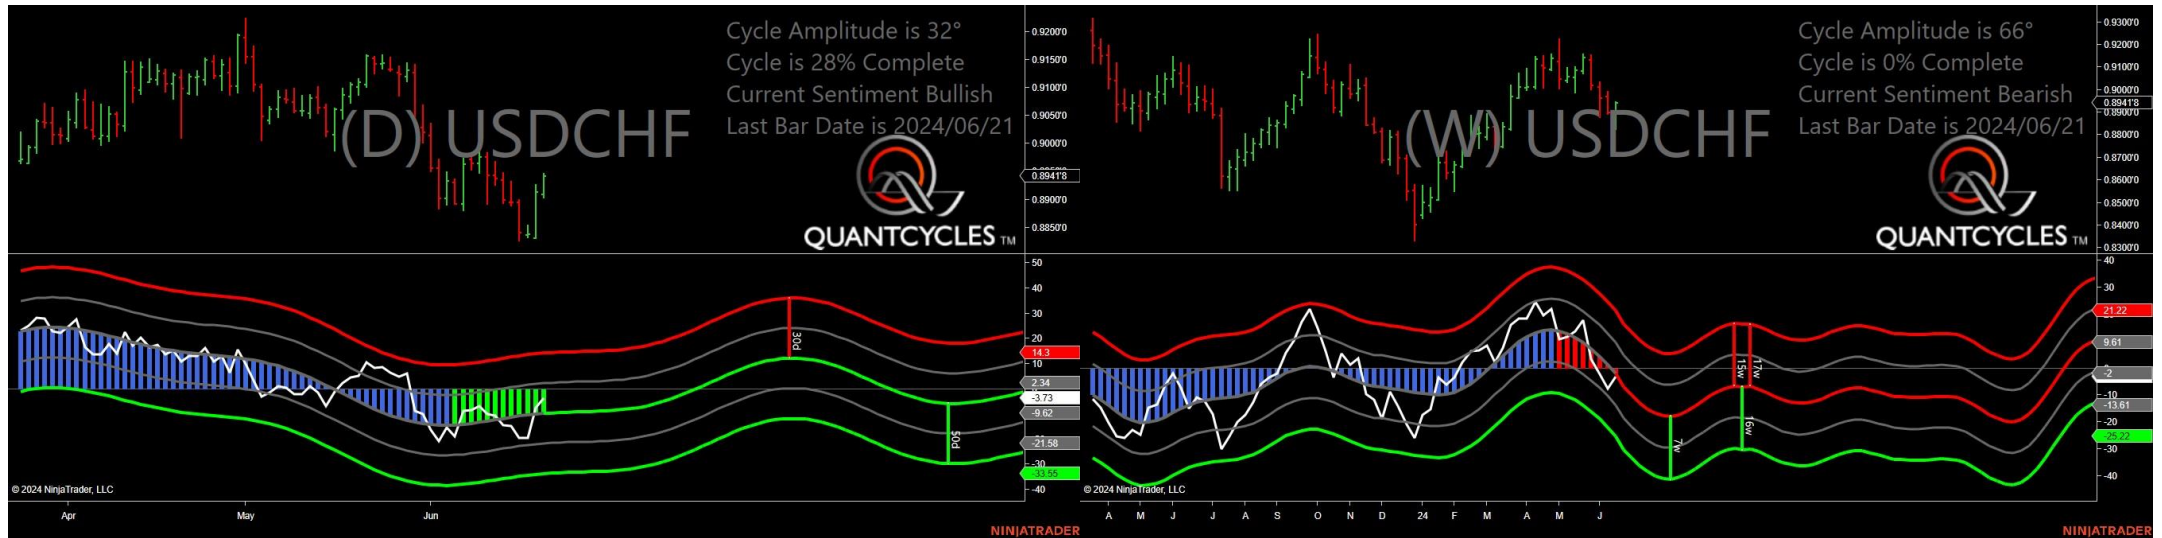 Cycle Amplitude is 32°
Cycle is 28% Complete
Current Sentiment Bullish
Last Bar Date is 2024/06/21
(D) USDCHF
QUANTCYCLES TM
0.9200'0
0.9150'0
0.9100'0
0.9050'0
0.9000'0
0.8941'8
0.8900'0
0.8850'0
50
40
30
20
14.3
10
2.34
-3.73
-9.62
-21.58
-30
-33.55
-40
30d
50d
© 2024 NinjaTrader, LLC
Apr May Jun
NINJATRADER
Cycle Amplitude is 66°
Cycle is 0% Complete
Current Sentiment Bearish
Last Bar Date is 2024/06/21
(W) USDCHF
QUANTCYCLES TM
0.9300'0
0.9200'0
0.9100'0
0.9000'0
0.8941'8
0.8900'0
0.8800'0
0.8700'0
0.8600'0
0.8500'0
0.8400'0
0.8300'0
40
30
21.22
9.61
-2
-10
-13.61
-20
-25.22
-30
-40
15w 17w
16w
7w
© 2024 NinjaTrader, LLC
A M J J A S O N D 24 F M A M J
NINJATRADER